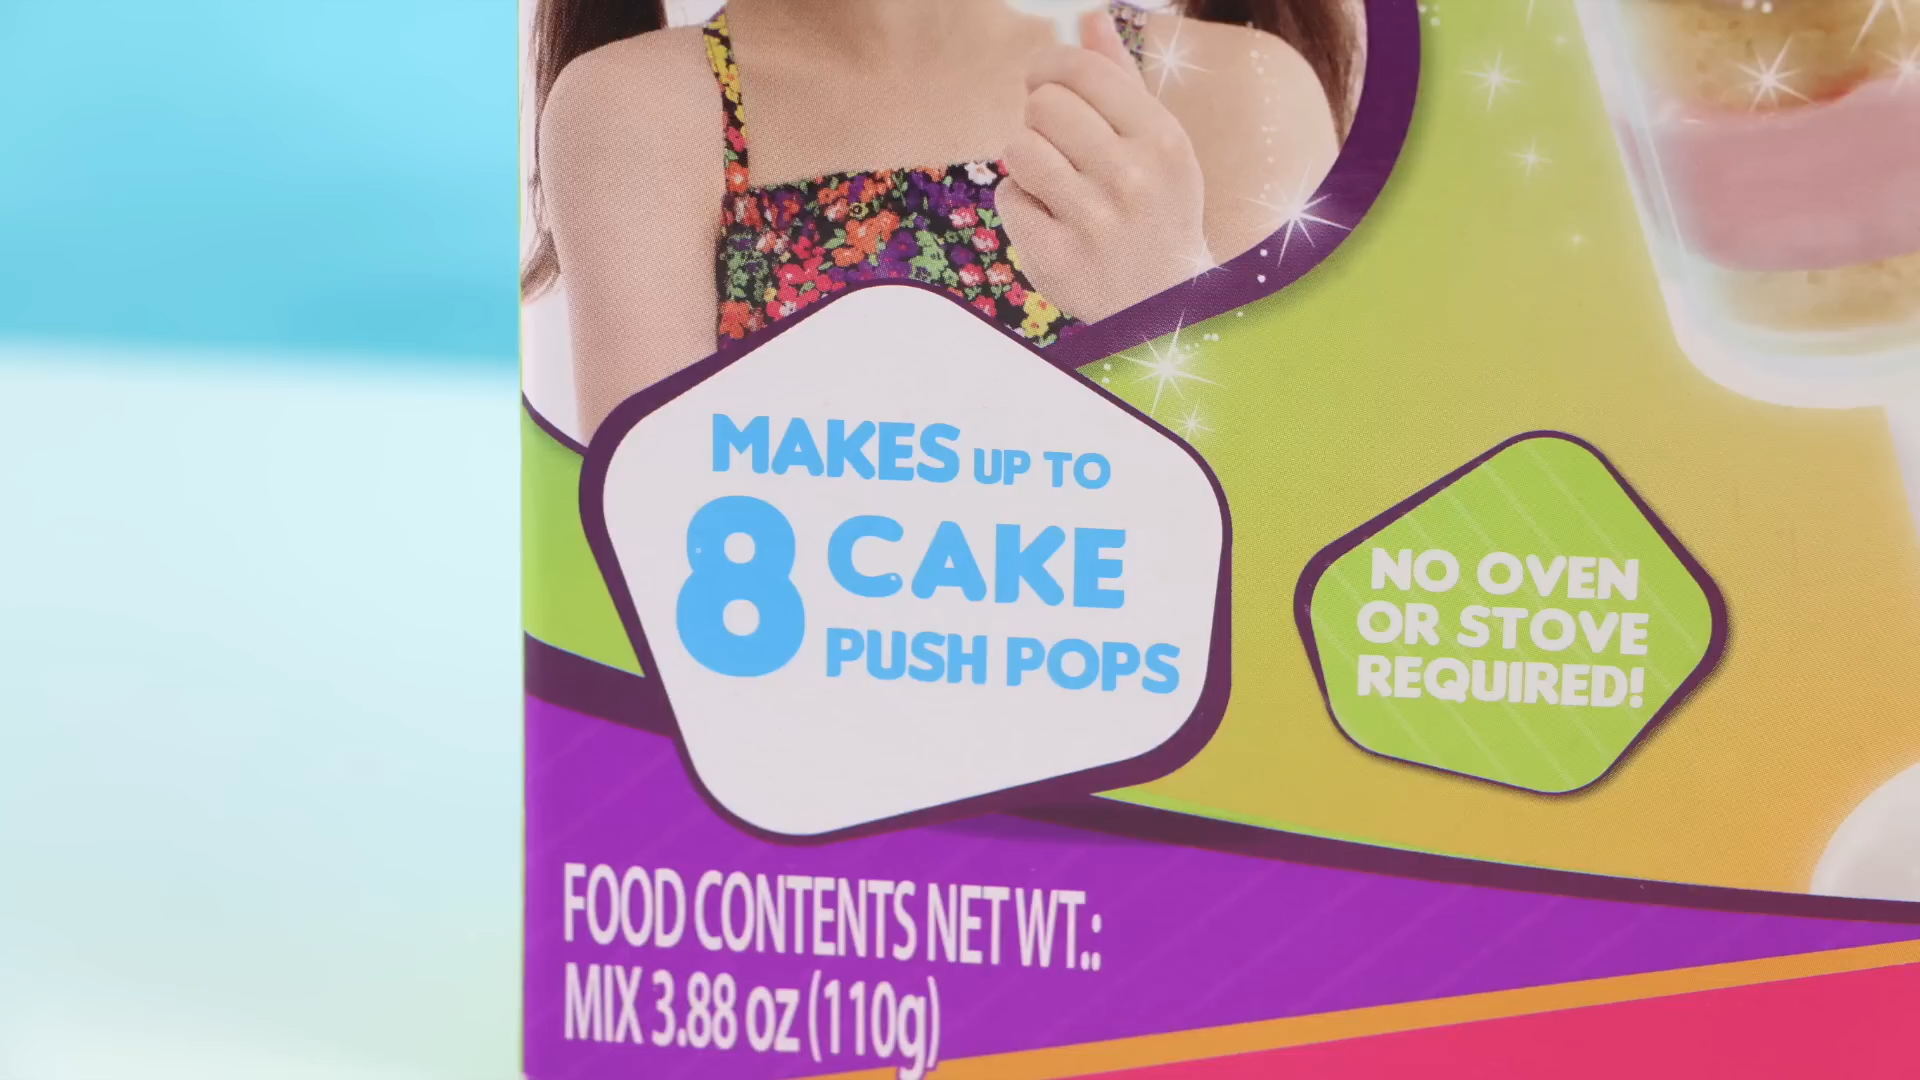 MAKES UP TO
8 CAKE
PUSH POPS
NO OVEN
OR STOVE
REQUIRED!
FOOD CONTENTS NET WT.:
MIX 3.88 oz (110g)